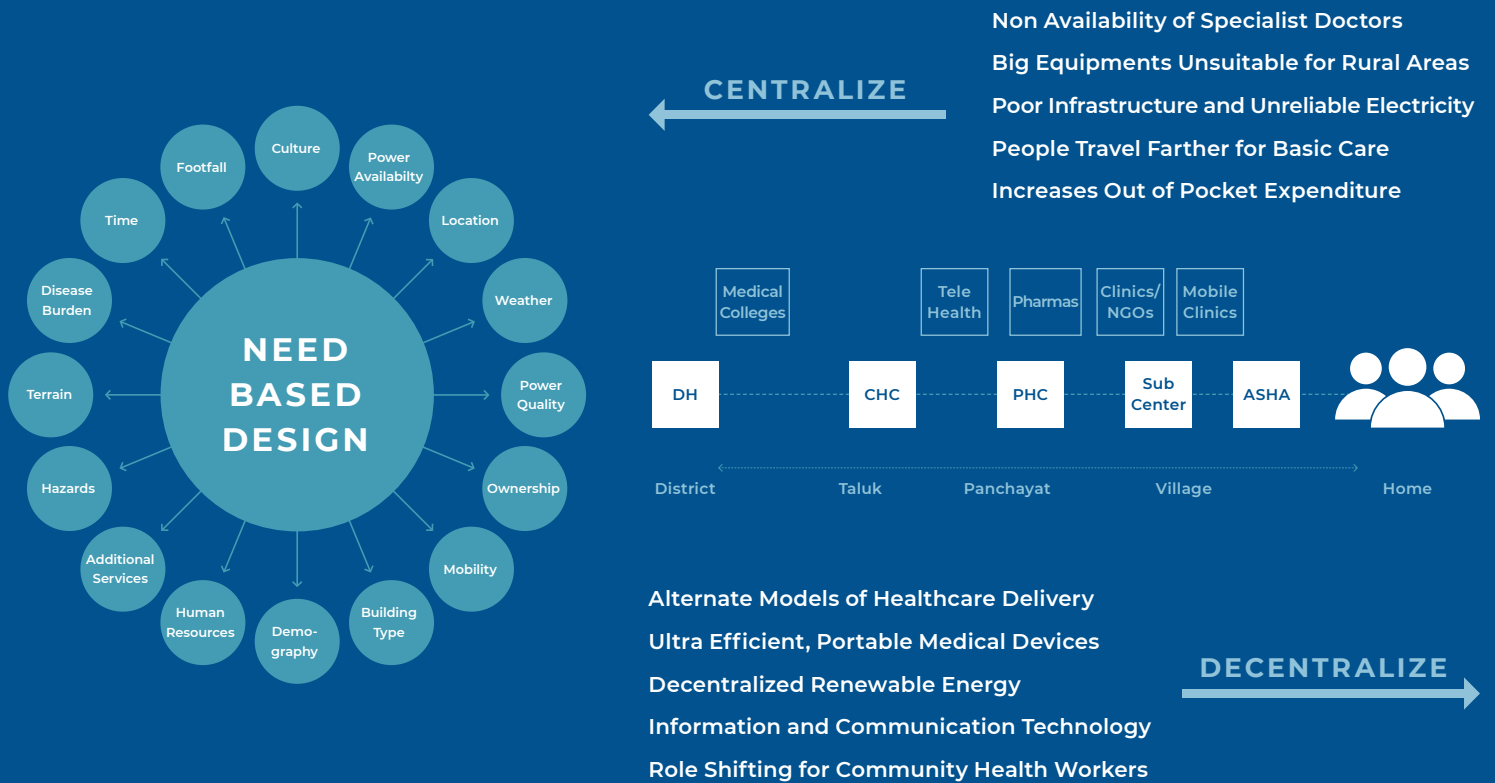 Non Availability of Specialist Doctors
Big Equipments Unsuitable for Rural Areas
Poor Infrastructure and Unreliable Electricity
People Travel Farther for Basic Care
Increases Out of Pocket Expenditure
CENTRALIZE
Culture
Power
Availabilty
Location
Weather
Power
Quality
Ownership
Mobility
Building
Type
Demo-
graphy
Human
Resources
Additional
Services
Hazards
Terrain
Disease
Burden
Time
Footfall
NEED
BASED
DESIGN
Medical
Colleges
Tele
Health
Pharmas
Clinics/
NGOs
Mobile
Clinics
DH
CHC
PHC
Sub
Center
ASHA
District
Taluk
Panchayat
Village
Home
Alternate Models of Healthcare Delivery
Ultra Efficient, Portable Medical Devices
Decentralized Renewable Energy
Information and Communication Technology
Role Shifting for Community Health Workers
DECENTRALIZE